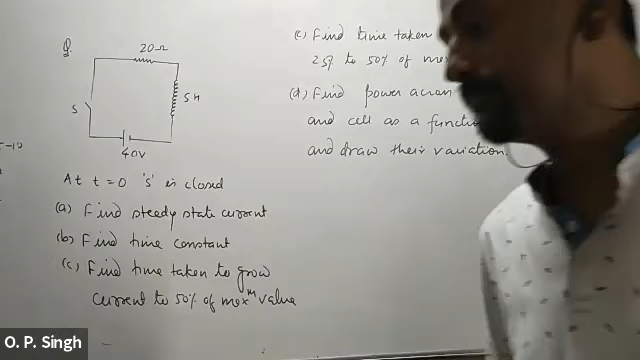 Q.
20Ω
5H
S
40V
At t=0 'S' is closed
(a) Find steady state current
(b) Find time constant
(c) Find time taken to grow
current to 50% of maxm value
(c) Find time taken
25% to 50% of
(d) Find power
and cell as a
and draw their variation.
O. P. Singh